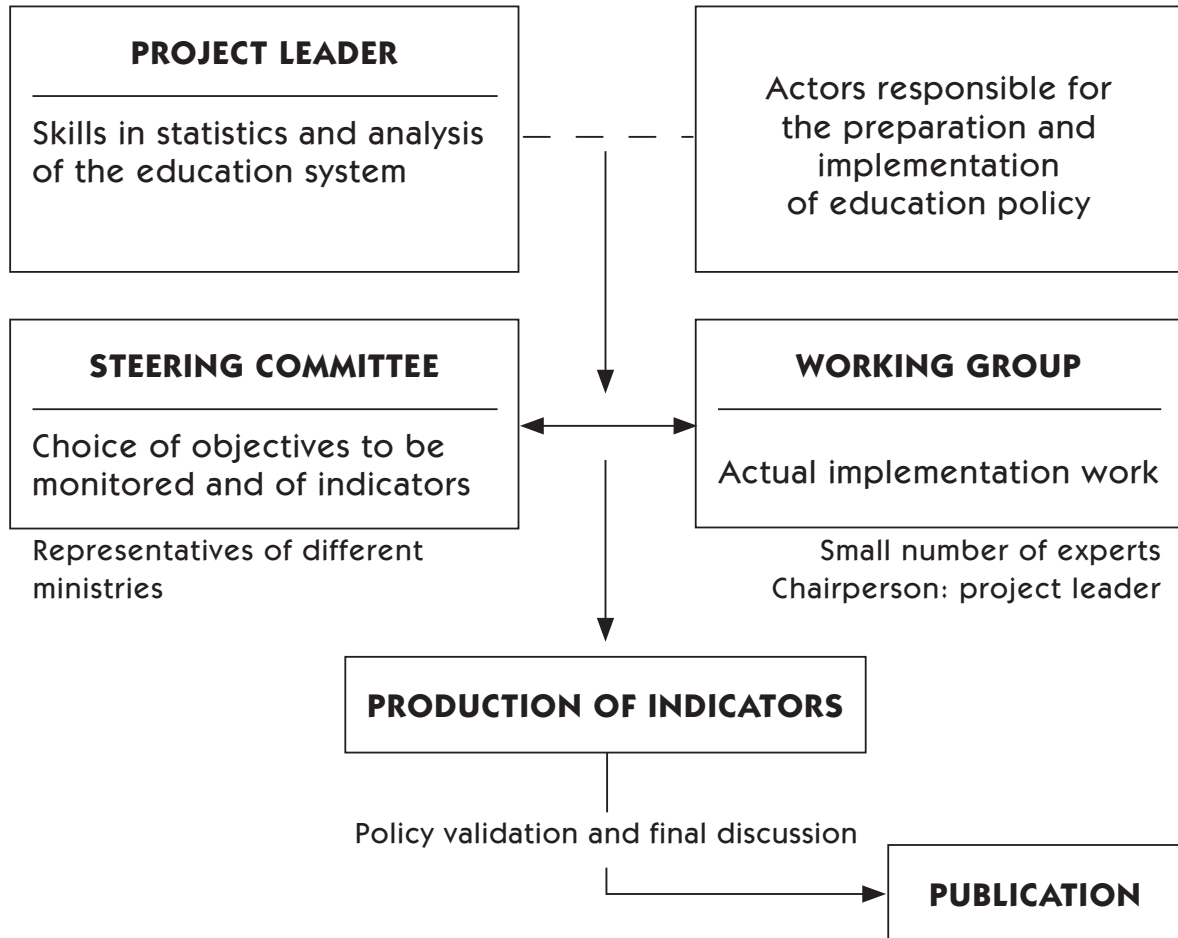 PROJECT LEADER
Skills in statistics and analysis
of the education system
Actors responsible for
the preparation and
implementation
of education policy
STEERING COMMITTEE
Choice of objectives to be
monitored and of indicators
Representatives of different
ministries
WORKING GROUP
Actual implementation work
Small number of experts
Chairperson: project leader
PRODUCTION OF INDICATORS
Policy validation and final discussion
PUBLICATION